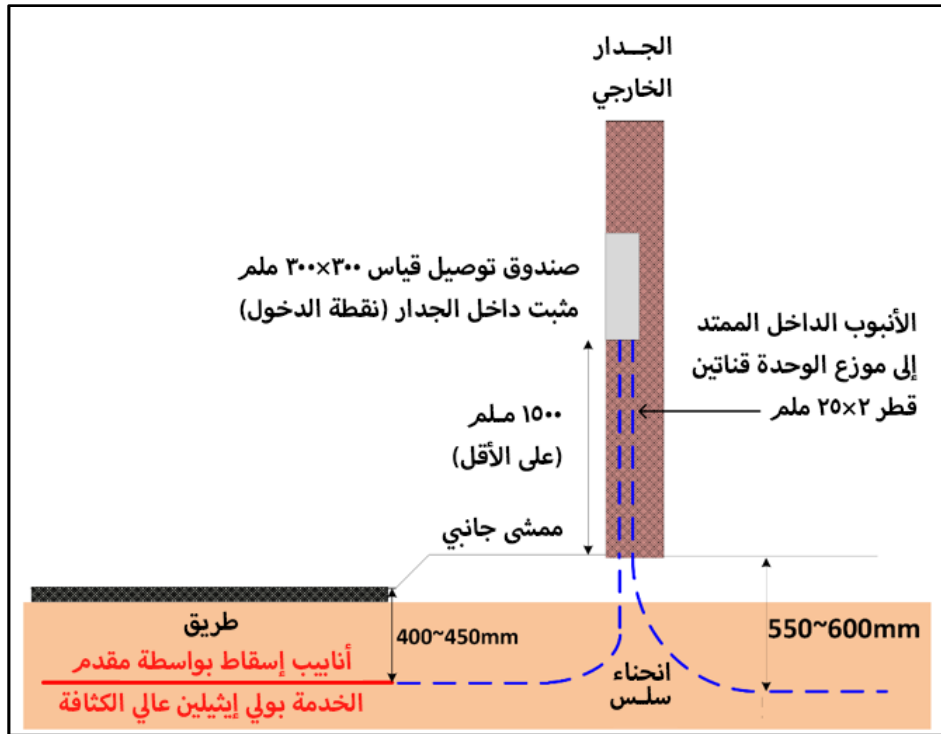 الجــدار
الخارجي
صندوق توصيل قياس ٣٠٠×٣٠٠ ملم
مثبت داخل الجدار (نقطة الدخول)
الأنبوب الداخل الممتد
إلى موزع الوحدة قناتين
قطر ٢×٢٥ ملم
١٥٠٠ مـلم
(على الأقل)
ممشى جانبي
طريق
400~450mm
550~600mm
أنابيب إسقاط بواسطة مقدم
الخدمة بولي إيثيلين عالي الكثافة
انحناء
سلـس